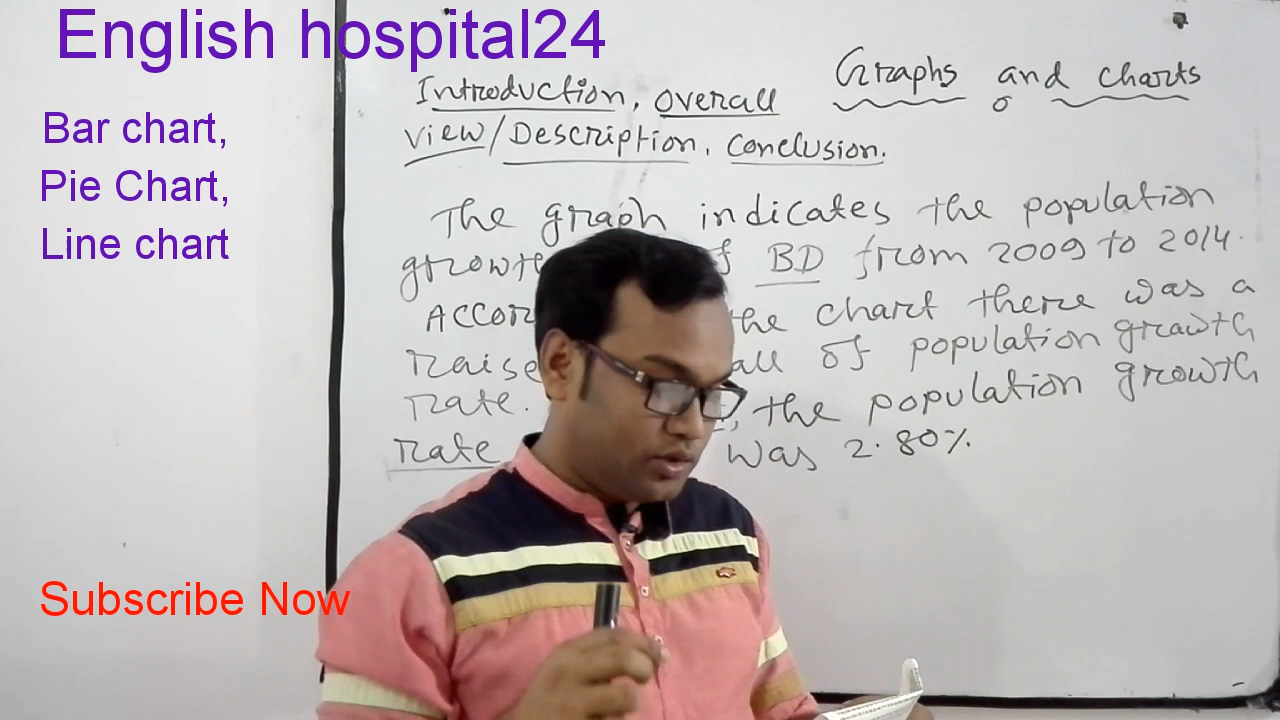 English hospital24
Bar chart,
Pie Chart,
Line chart
Subscribe Now
Graphs and charts
Introduction, overall
view/Description, conclusion.
The graph indicates the population
BD from 2009 to 2014.
the chart there was a
raise of population growth
rate. the population growth
rate was 2.80%